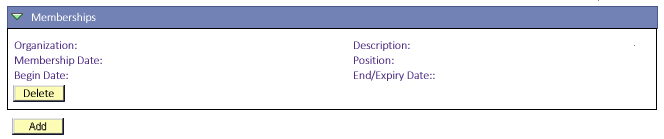 Memberships
Organization: Description:
Membership Date: Position:
Begin Date: End/Expiry Date::
Delete
Add